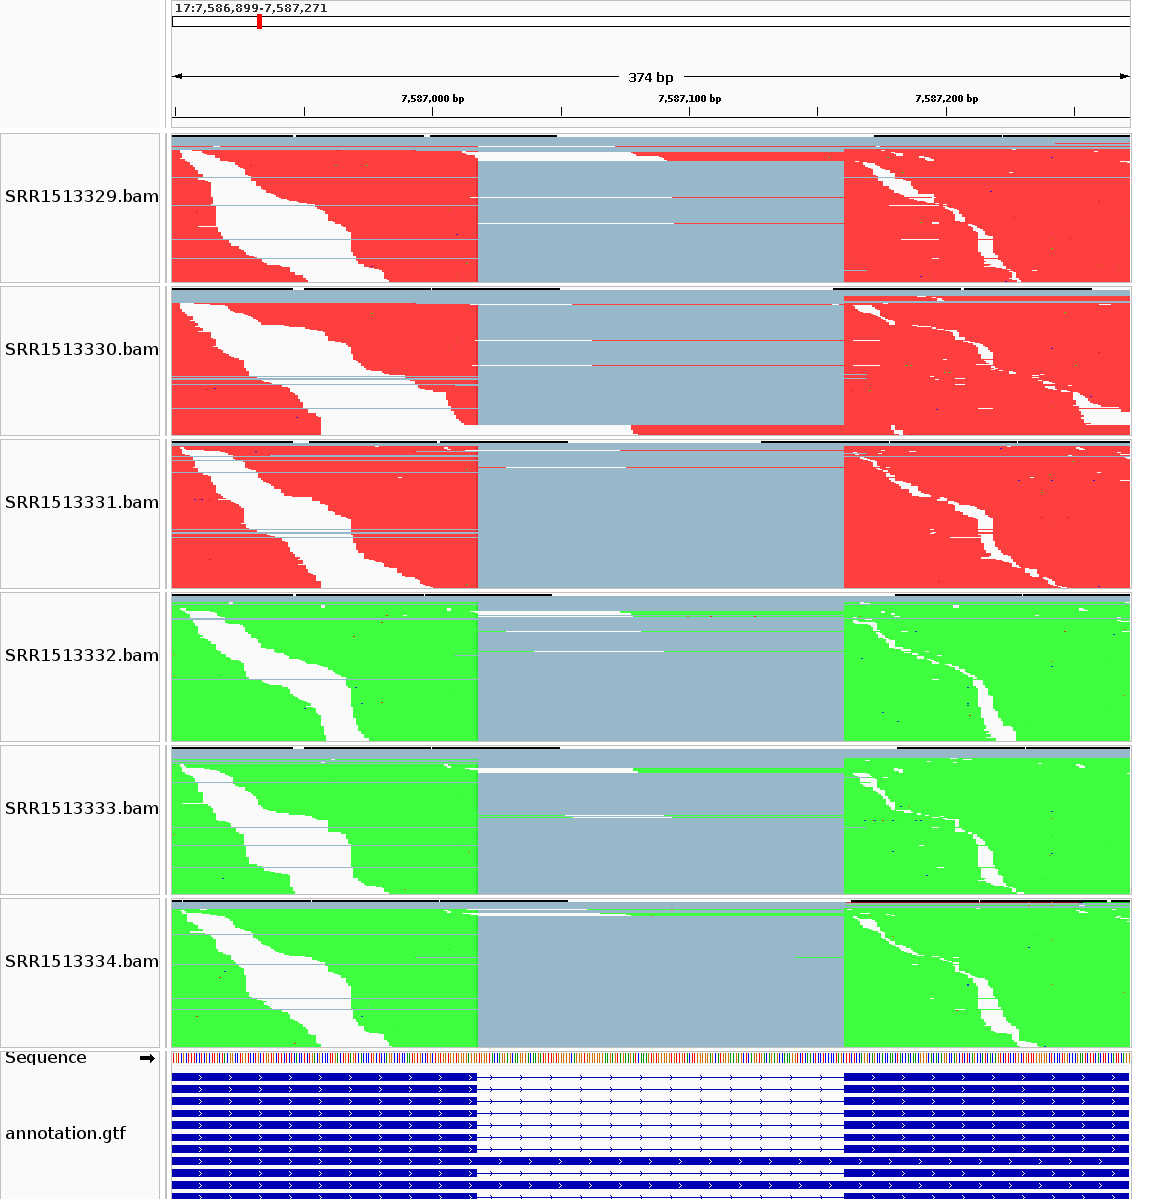 17:7,586,899-7,587,271
374 bp
7,587,000 bp
7,587,100 bp
7,587,200 bp
SRR1513329.bam
SRR1513330.bam
SRR1513331.bam
SRR1513332.bam
SRR1513333.bam
SRR1513334.bam
Sequence
annotation.gtf